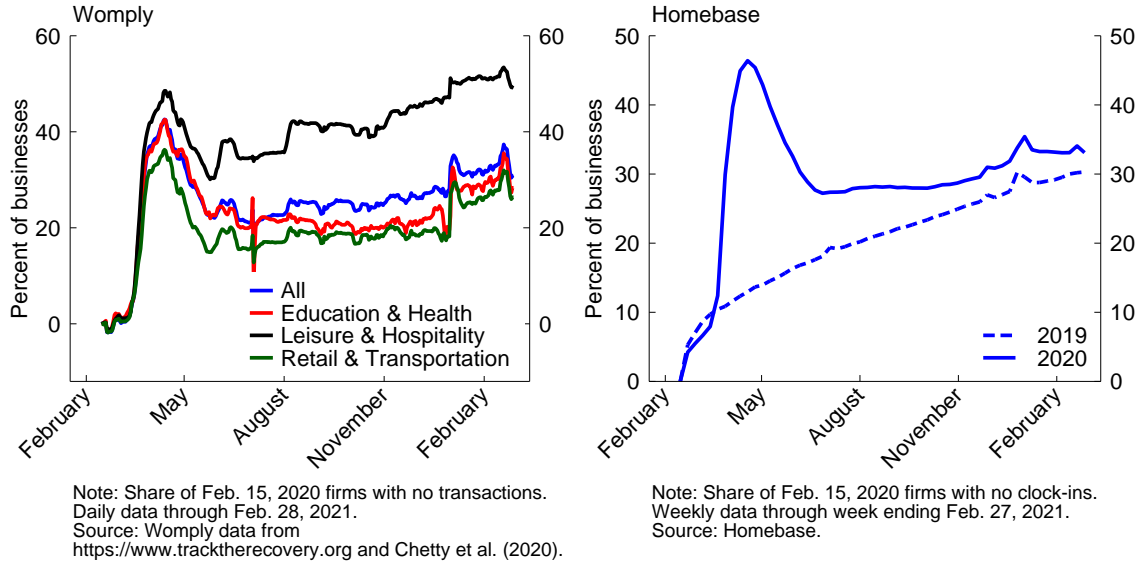 Womply
Percent of businesses
60
40
20
0
60
40
20
0
All
Education & Health
Leisure & Hospitality
Retail & Transportation
February
May
August
November
February
Note: Share of Feb. 15, 2020 firms with no transactions.
Daily data through Feb. 28, 2021.
Source: Womply data from
https://www.tracktherecovery.org and Chetty et al. (2020).
Homebase
Percent of businesses
50
40
30
20
10
0
50
40
30
20
10
0
2019
2020
February
May
August
November
February
Note: Share of Feb. 15, 2020 firms with no clock-ins.
Weekly data through week ending Feb. 27, 2021.
Source: Homebase.